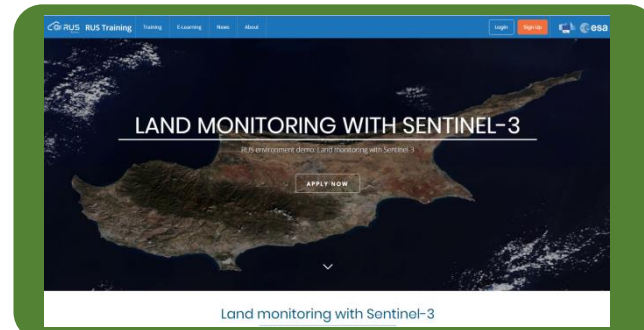 RUS RUS Training Training E-Learning News About Login Sign Up esa
LAND MONITORING WITH SENTINEL-3
RUS environment demo: Land monitoring with Sentinel-3
APPLY NOW
Land monitoring with Sentinel-3